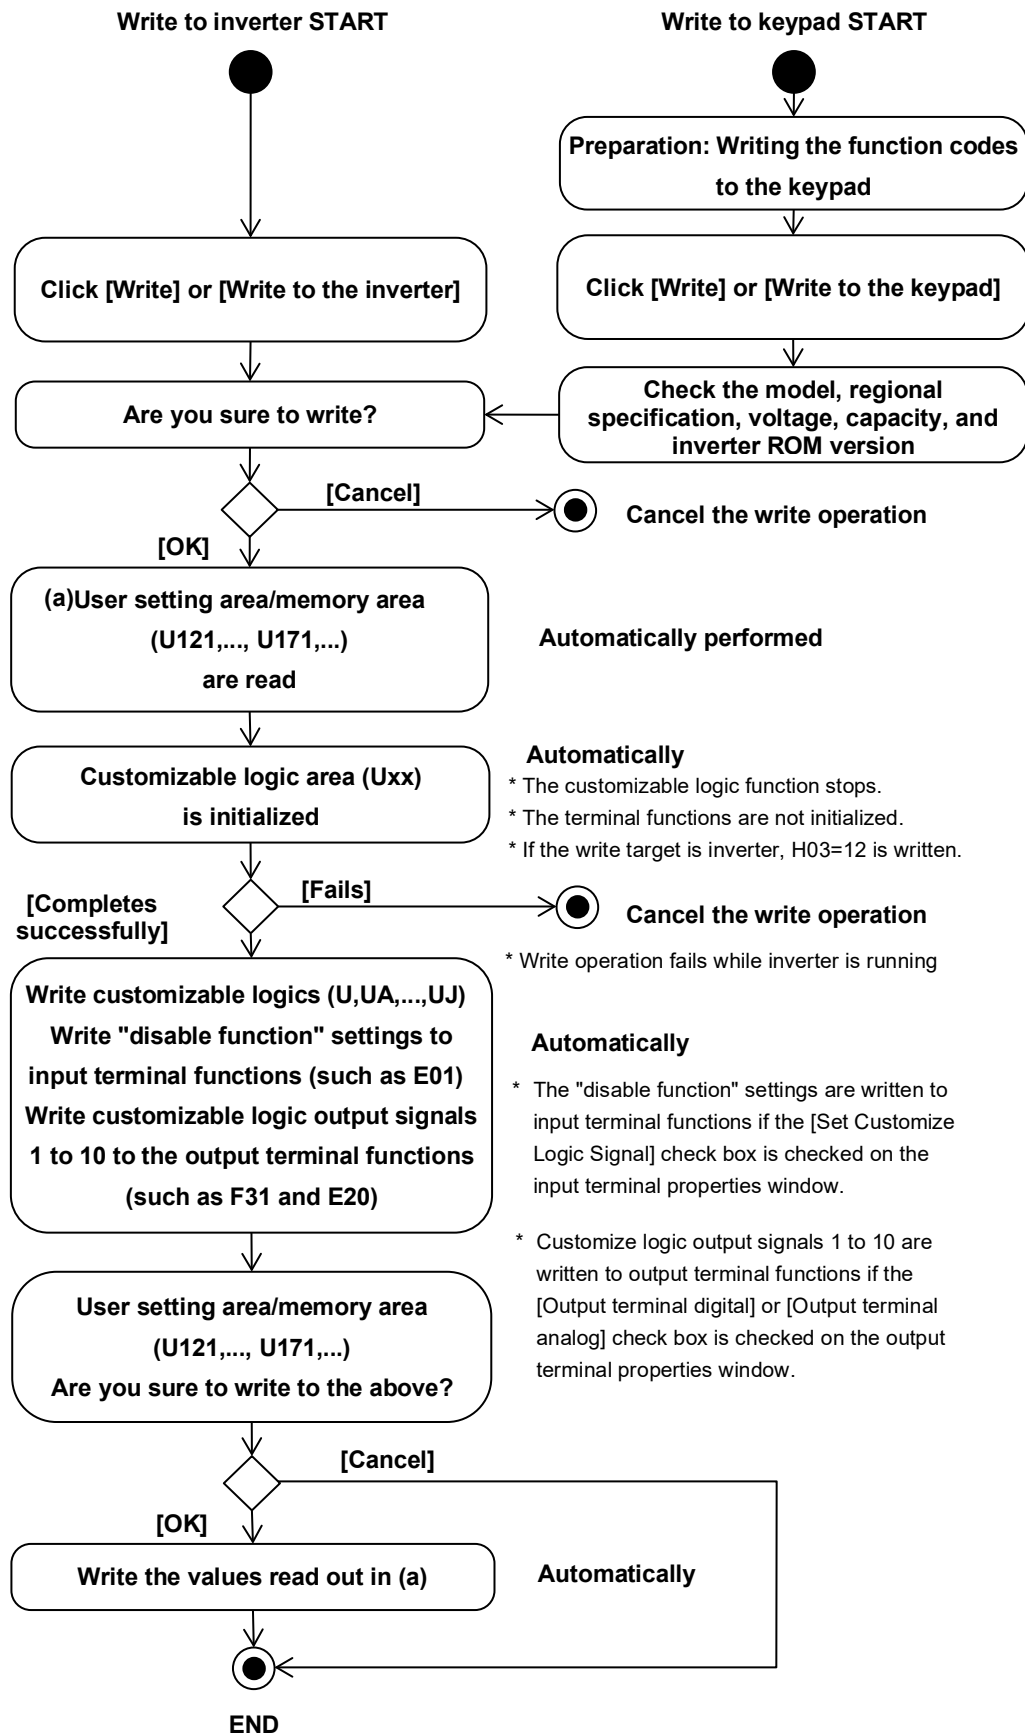 Write to inverter START
Write to keypad START
Preparation: Writing the function codes
to the keypad
Click [Write] or [Write to the inverter]
Click [Write] or [Write to the keypad]
Are you sure to write?
Check the model, regional
specification, voltage, capacity, and
inverter ROM version
[Cancel]
Cancel the write operation
[OK]
(a)User setting area/memory area
(U121,..., U171,...)
are read
Automatically performed
Customizable logic area (Uxx)
is initialized
Automatically
* The customizable logic function stops.
* The terminal functions are not initialized.
* If the write target is inverter, H03=12 is written.
[Fails]
[Completes
successfully]
Cancel the write operation
* Write operation fails while inverter is running
Write customizable logics (U,UA,...,UJ)
Write "disable function" settings to
input terminal functions (such as E01)
Write customizable logic output signals
1 to 10 to the output terminal functions
(such as F31 and E20)
Automatically
* The "disable function" settings are written to
input terminal functions if the [Set Customize
Logic Signal] check box is checked on the
input terminal properties window.
* Customize logic output signals 1 to 10 are
written to output terminal functions if the
[Output terminal digital] or [Output terminal
analog] check box is checked on the output
terminal properties window.
User setting area/memory area
(U121,..., U171,...)
Are you sure to write to the above?
[Cancel]
[OK]
Write the values read out in (a)
Automatically
END